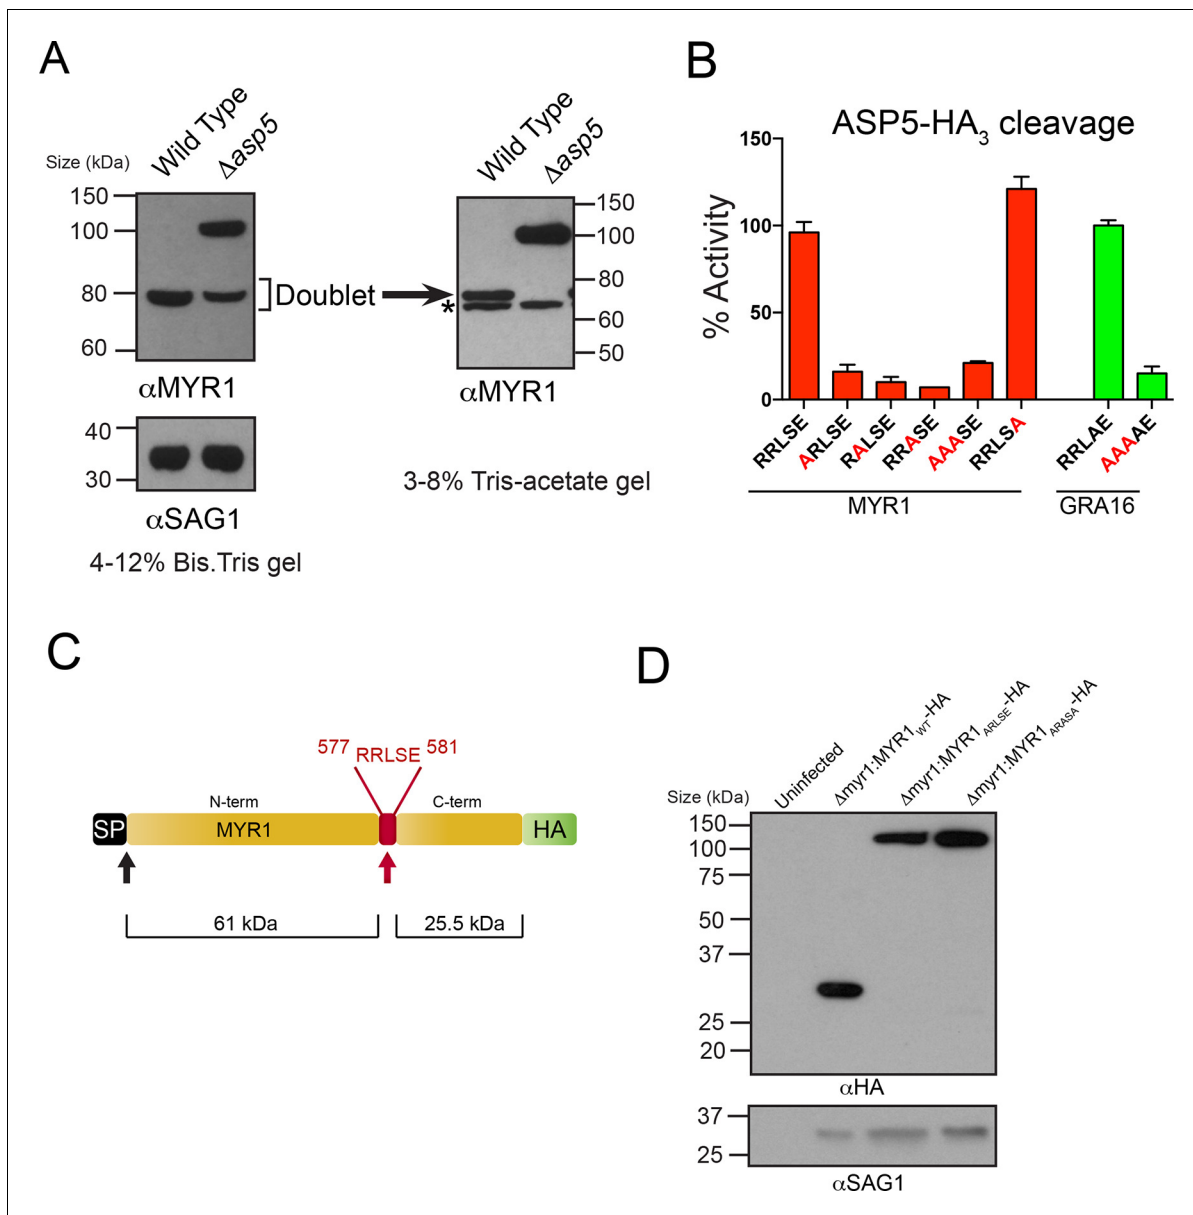 A
Wild Type
Δasp5
Size (kDa)
150
100
80
60
Doublet
αMYR1
40
30
αSAG1
4-12% Bis.Tris gel
Wild Type
Δasp5
*
150
100
80
60
50
αMYR1
3-8% Tris-acetate gel
B
ASP5-HA3 cleavage
% Activity
150
100
50
0
RRLSE
ARLSE
RALSE
RRASE
AAASE
RRLSA
RRLAE
AAAAE
MYR1
GRA16
C
577 RRLSE 581
N-term
C-term
SP
MYR1
HA
61 kDa
25.5 kDa
D
Uninfected
Δmyr1:MYR1WT-HA
Δmyr1:MYR1ARLSE-HA
Δmyr1:MYR1ARASA-HA
Size (kDa)
150
100
75
50
37
25
20
αHA
37
25
αSAG1